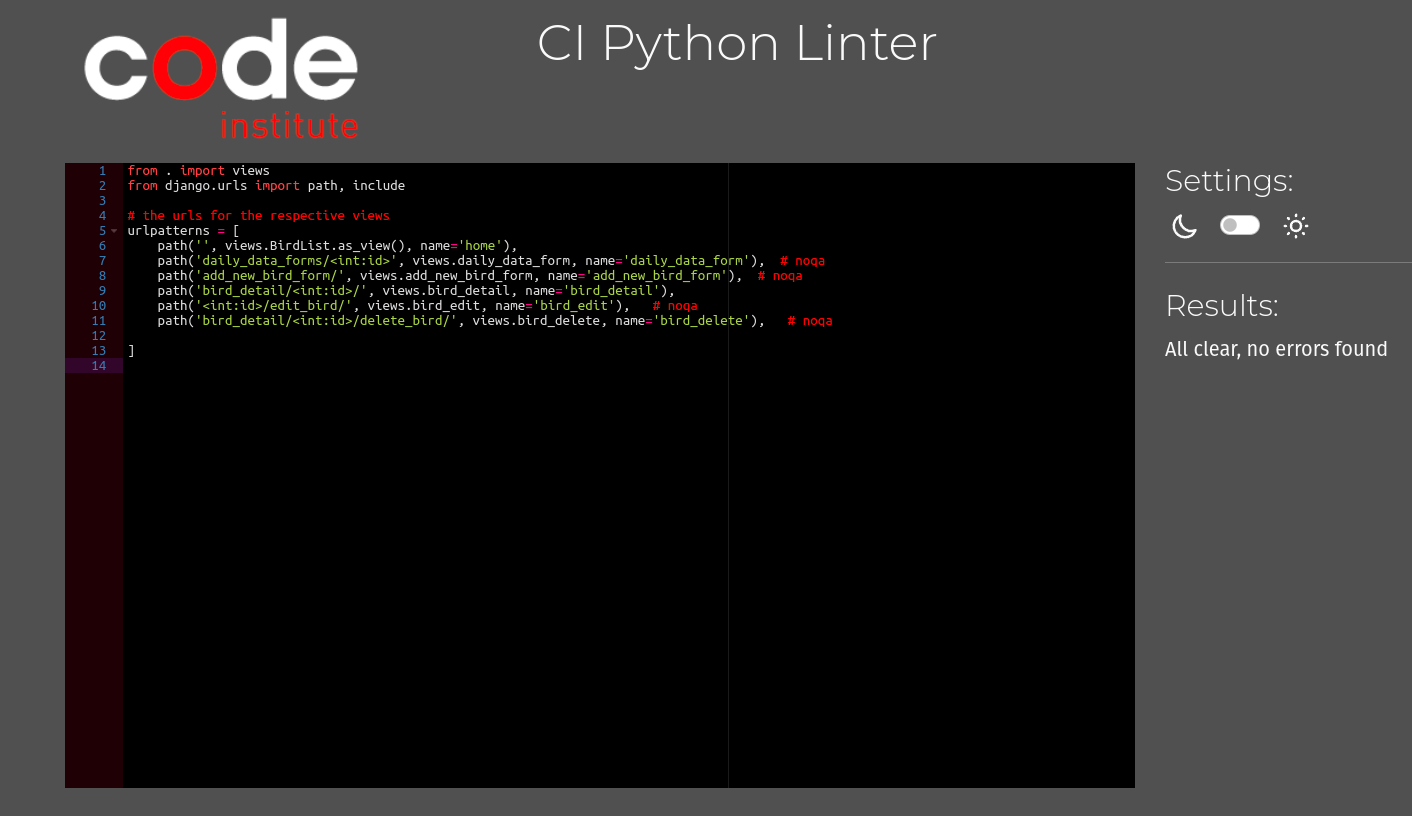 code
institute
CI Python Linter
1 from . import views
2 from django.urls import path, include
3
4 # the urls for the respective views
5 urlpatterns = [
6     path('', views.BirdList.as_view(), name='home'),
7     path('daily_data_forms/<int:id>', views.daily_data_form, name='daily_data_form'),  # noqa
8     path('add_new_bird_form/', views.add_new_bird_form, name='add_new_bird_form'),  # noqa
9     path('bird_detail/<int:id>/', views.bird_detail, name='bird_detail'),
10     path('<int:id>/edit_bird/', views.bird_edit, name='bird_edit'),   # noqa
11     path('bird_detail/<int:id>/delete_bird/', views.bird_delete, name='bird_delete'),   # noqa
12
13 ]
14
Settings:
Results:
All clear, no errors found